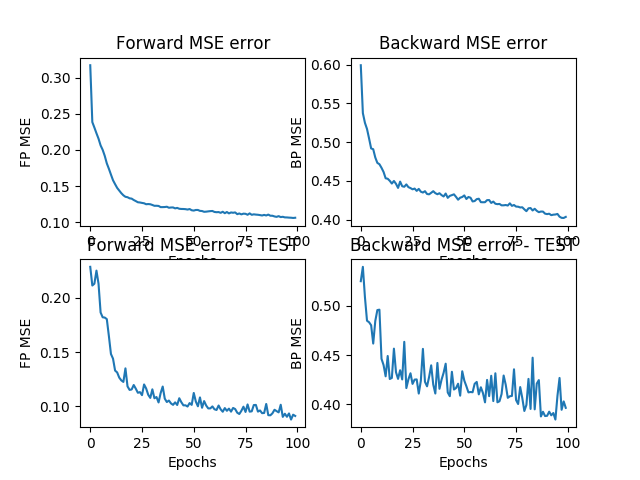 Forward MSE error
Backward MSE error
FP MSE
0.30
0.25
0.20
0.15
0.10
0 25 50 75 100
Epochs
BP MSE
0.60
0.55
0.50
0.45
0.40
0 25 50 75 100
Epochs
Forward MSE error - TEST
Backward MSE error - TEST
FP MSE
0.20
0.15
0.10
0 25 50 75 100
Epochs
BP MSE
0.50
0.45
0.40
0 25 50 75 100
Epochs